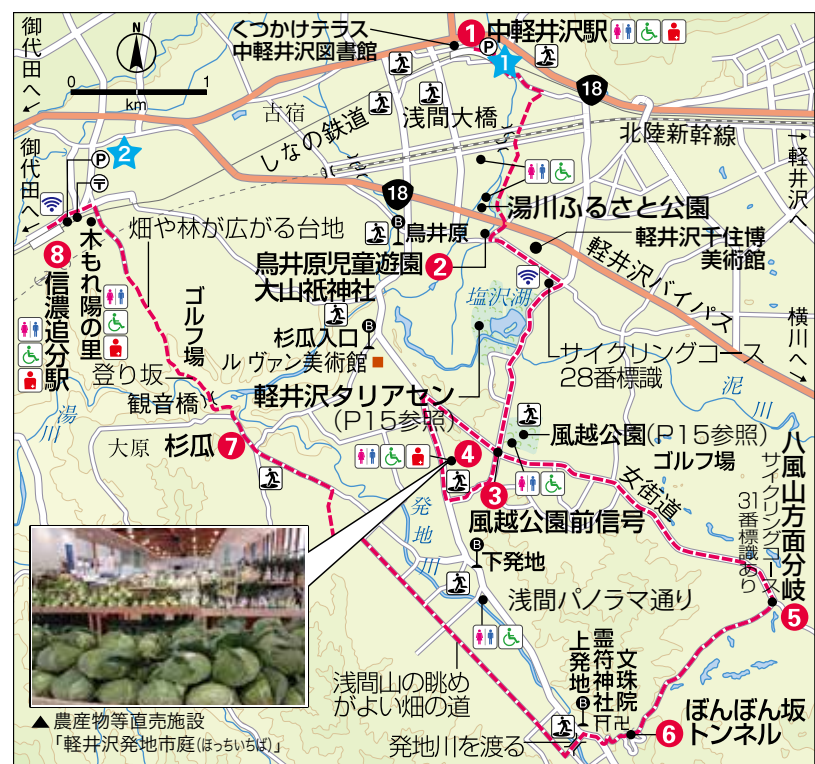 御代田へ
N
0 1
km
くつかけテラス
中軽井沢図書館
1 中軽井沢駅
P
1
18
古宿
しなの鉄道
浅間大橋
北陸新幹線
軽井沢へ
御代田へ
P
2
〒
18
湯川ふるさと公園
畑や林が広がる台地
B
鳥井原
軽井沢千住博
美術館
鳥井原児童遊園 2
大山祇神社
軽井沢バイパス
8
信濃追分駅
木もれ陽の里
ゴルフ場
塩沢湖
杉瓜入口
B
ルヴァン美術館
サイクリングコース
28番標識
横川へ
登り坂
観音橋
軽井沢タリアセン
(P15参照)
泥川
湯川
大原
杉瓜 7
風越公園(P15参照)
ゴルフ場
4
3
風越公園前信号
女街道
八風山方面分岐
サイクリングコース
31番標識あり
5
発地川
B
下発地
浅間パノラマ通り
浅間山の眺め
がよい畑の道
上発地
B
霊符神社
文珠院
卍
ぼんぼん坂
トンネル
6
発地川を渡る
▲農産物等直売施設
「軽井沢発地市庭(ほっちいちば)」